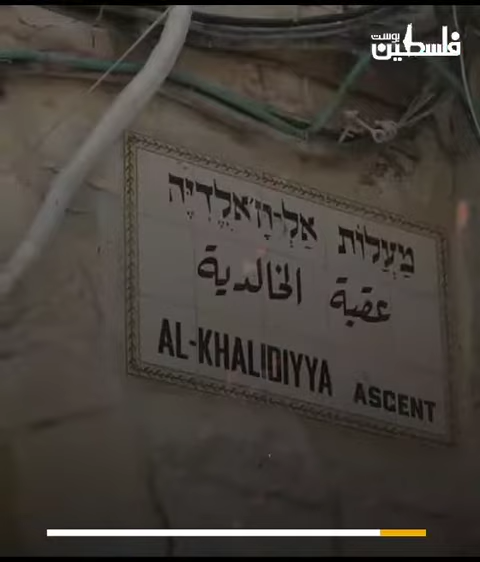 بوست
فلسطين
מַעֲלוֹת אַל-חָ'אלִדִיָּה
عقبة الخالدية
AL-KHALIDIYYA ASCENT